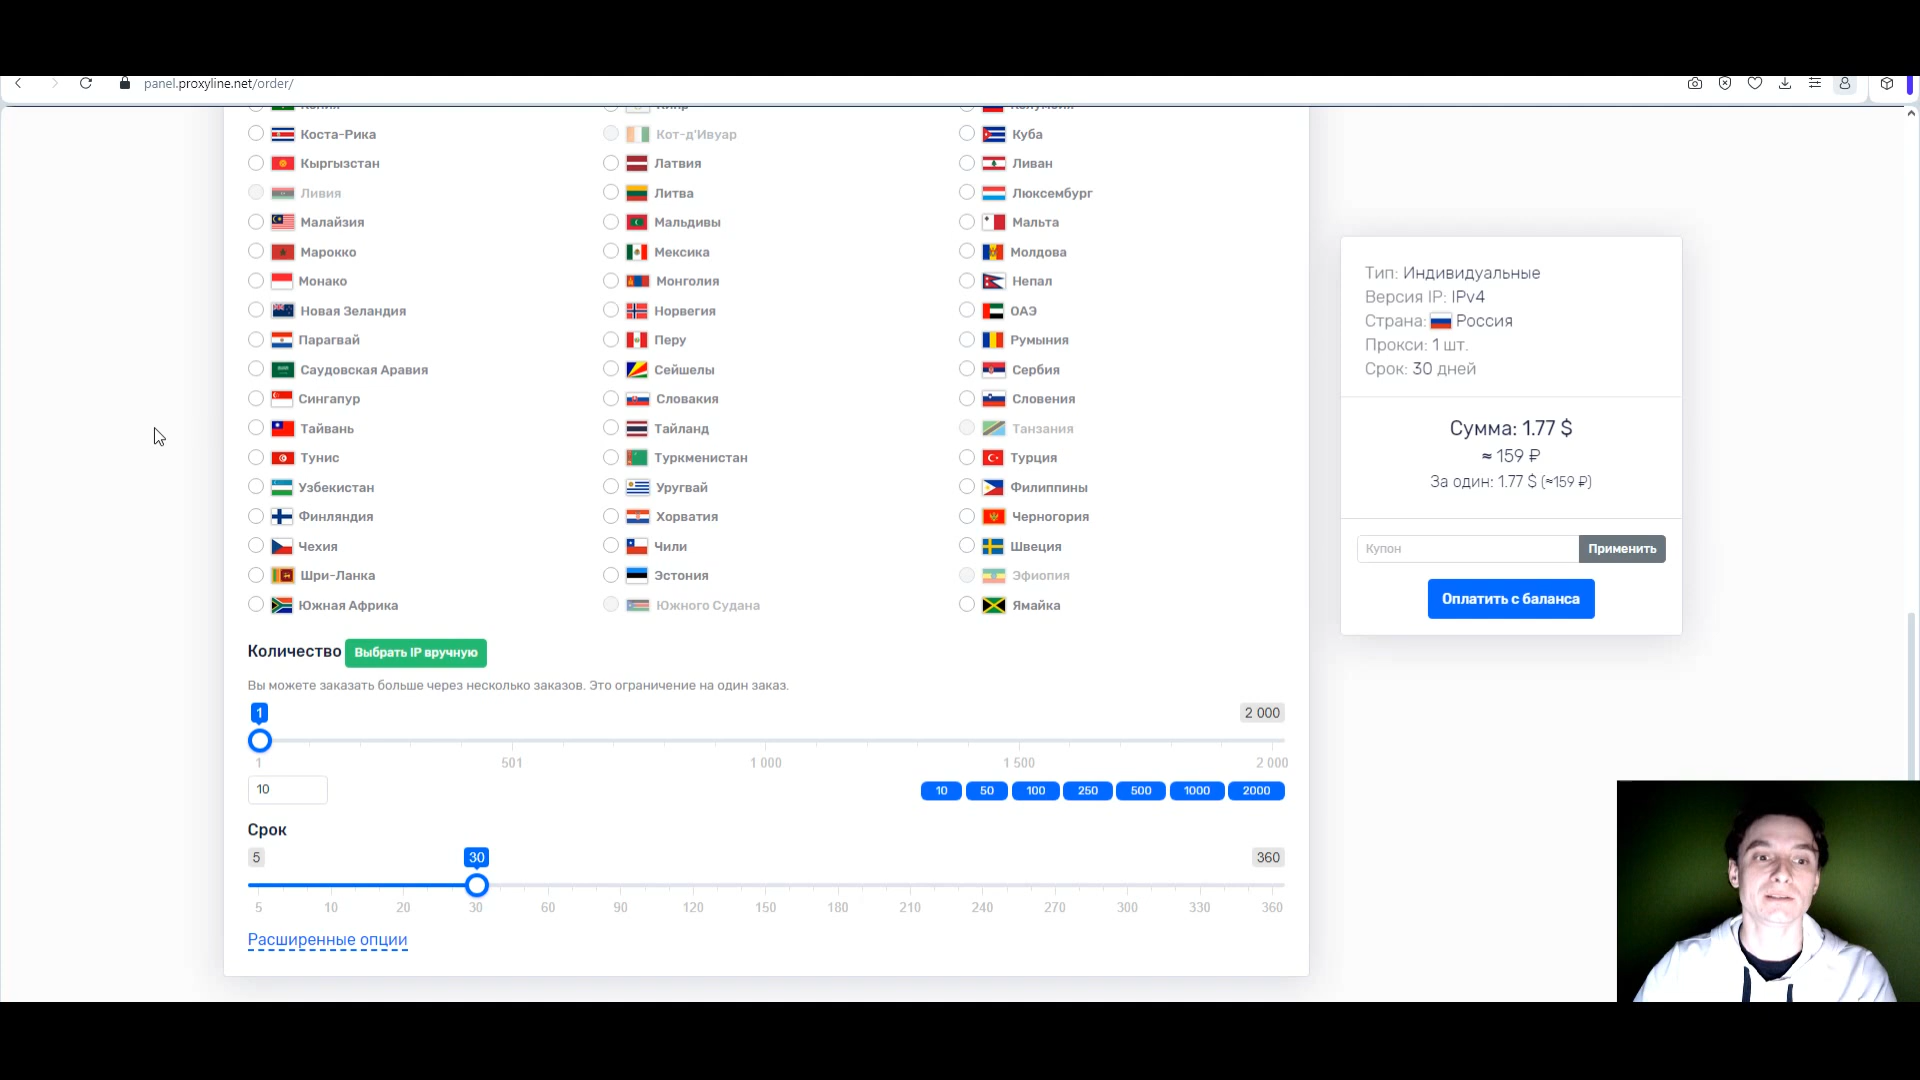 panel.proxyline.net/order/
Коста-Рика
Кот-д'Ивуар
Куба
Кыргызстан
Латвия
Ливан
Ливия
Литва
Люксембург
Малайзия
Мальдивы
Мальта
Марокко
Мексика
Молдова
Монако
Монголия
Непал
Новая Зеландия
Норвегия
ОАЭ
Парагвай
Перу
Румыния
Саудовская Аравия
Сейшелы
Сербия
Сингапур
Словакия
Словения
Тайвань
Тайланд
Танзания
Тунис
Туркменистан
Турция
Узбекистан
Уругвай
Филиппины
Финляндия
Хорватия
Черногория
Чехия
Чили
Швеция
Шри-Ланка
Эстония
Эфиопия
Южная Африка
Южного Судана
Ямайка
Количество Выбрать IP вручную
Вы можете заказать больше через несколько заказов. Это ограничение на один заказ.
1 2 000
1 501 1 000 1 500 2 000
10 10 50 100 250 500 1000 2000
Срок
5 30 360
5 10 20 30 60 90 120 150 180 210 240 270 300 330 360
Расширенные опции
Тип: Индивидуальные
Версия IP: IPv4
Страна: Россия
Прокси: 1 шт.
Срок: 30 дней
Сумма: 1.77 $
≈ 159 ₽
За один: 1.77 $ (≈159 ₽)
Купон Применить
Оплатить с баланса